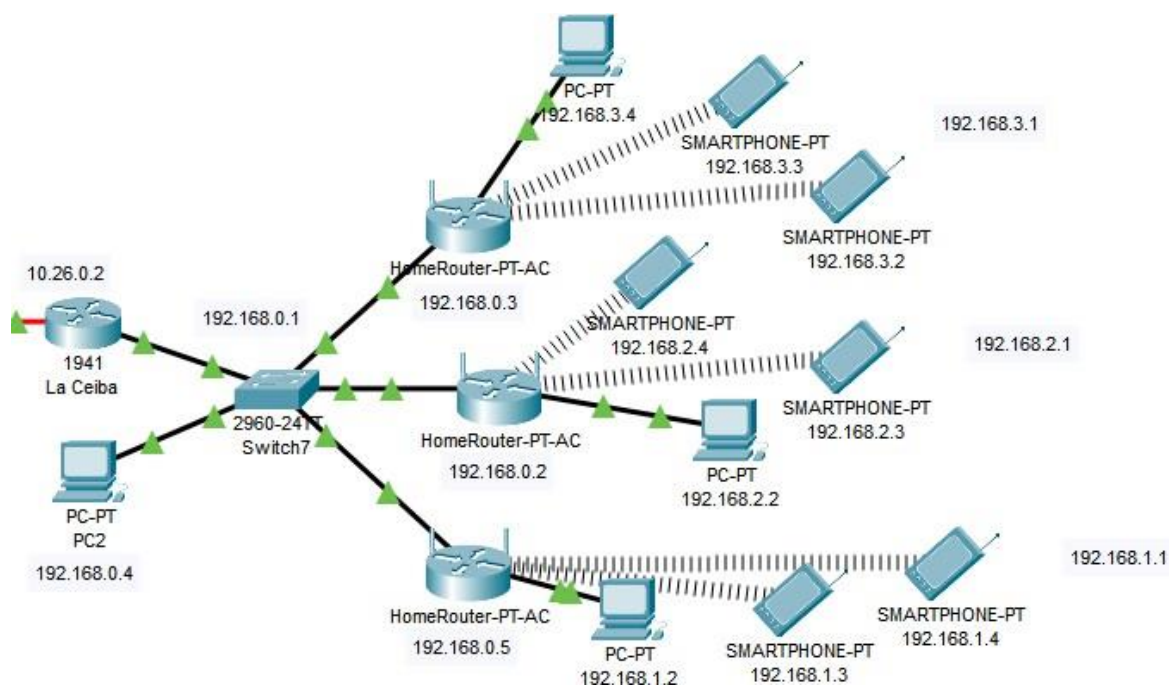 PC-PT
192.168.3.4
SMARTPHONE-PT
192.168.3.3
192.168.3.1
SMARTPHONE-PT
192.168.3.2
HomeRouter-PT-AC
192.168.0.3
10.26.0.2
1941
La Ceiba
192.168.0.1
SMARTPHONE-PT
192.168.2.4
192.168.2.1
SMARTPHONE-PT
192.168.2.3
2960-24TT
Switch7
HomeRouter-PT-AC
192.168.0.2
PC-PT
192.168.2.2
PC-PT
PC2
192.168.0.4
HomeRouter-PT-AC
192.168.0.5
PC-PT
192.168.1.2
SMARTPHONE-PT
192.168.1.3
SMARTPHONE-PT
192.168.1.4
192.168.1.1